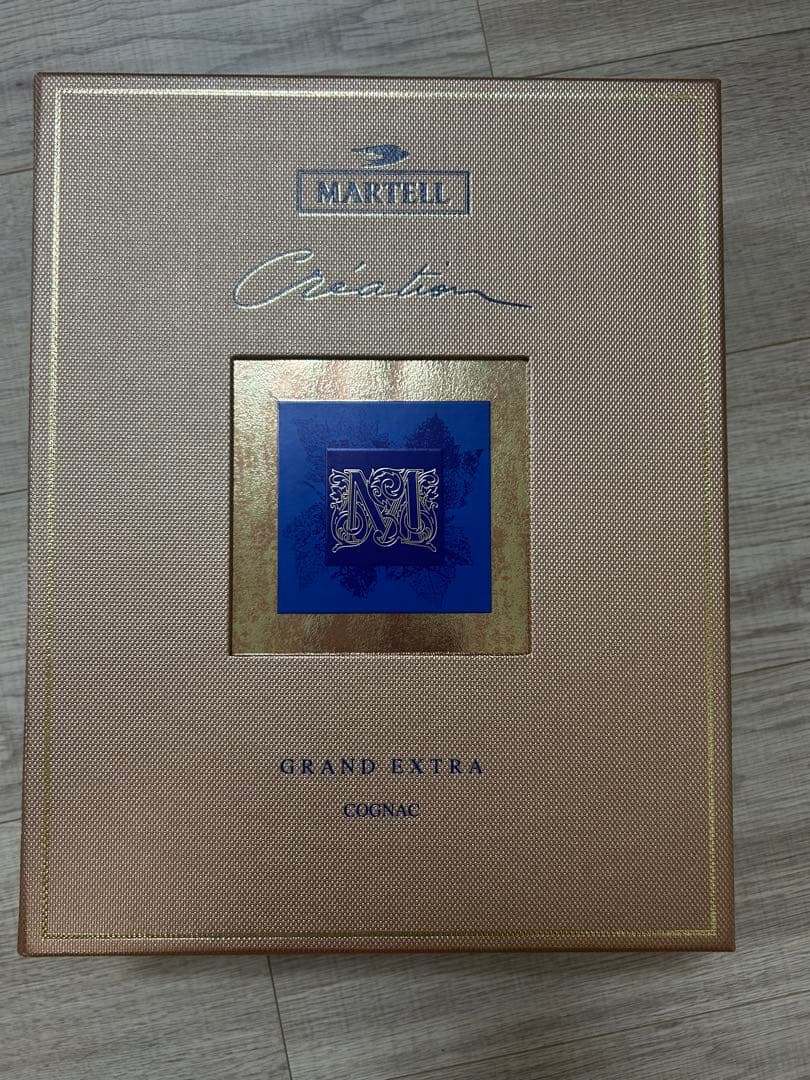 MARTELL
Création
M
GRAND EXTRA
COGNAC